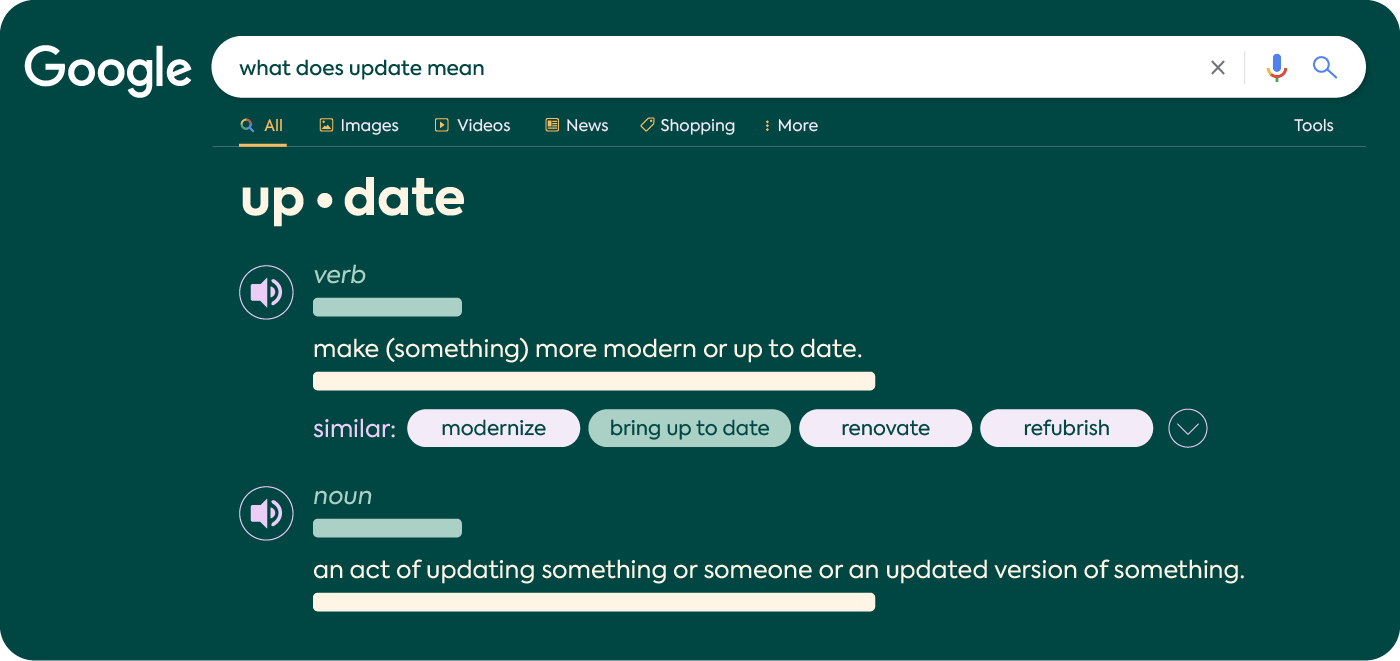 Google what does update mean
All Images Videos News Shopping More Tools
up • date
verb
make (something) more modern or up to date.
similar: modernize bring up to date renovate refubrish
noun
an act of updating something or someone or an updated version of something.